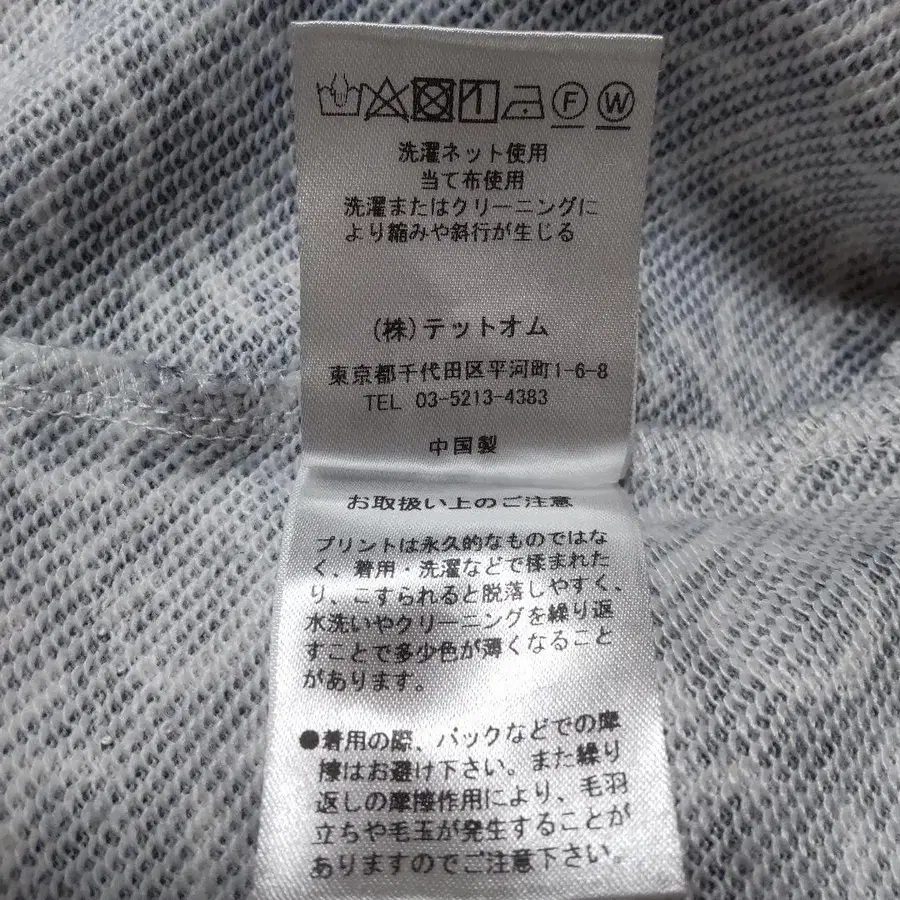 F W
洗濯ネット使用
当て布使用
洗濯またはクリーニングに
より縮みや斜行が生じる
(株)テットオム
東京都千代田区平河町1-6-8
TEL 03-5213-4383
中国製
お取扱い上のご注意
プリントは永久的なものではな
く、着用・洗濯などで揉まれた
り、こすられると脱落しやすく、
水洗いやクリーニングを繰り返
すことで多少色が薄くなること
があります。
●着用の際、バックなどでの摩
擦はお避け下さい。また繰り
返しの摩擦作用により、毛羽
立ちや毛玉が発生することが
ありますのでご注意下さい。